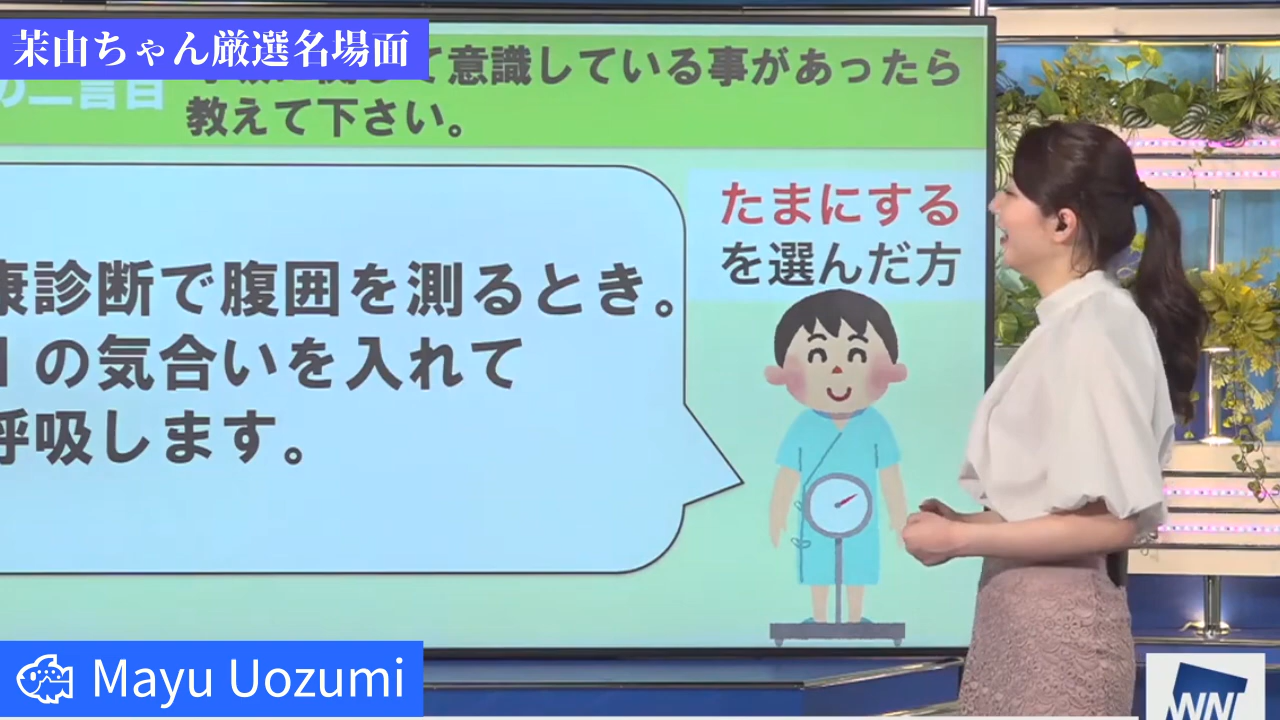 茉由ちゃん厳選名場面
て意識している事があったら
の二言目
教えて下さい。
たまにする
を選んだ方
康診断で腹囲を測るとき。
の気合いを入れて
呼吸します。
Mayu Uozumi
WNI